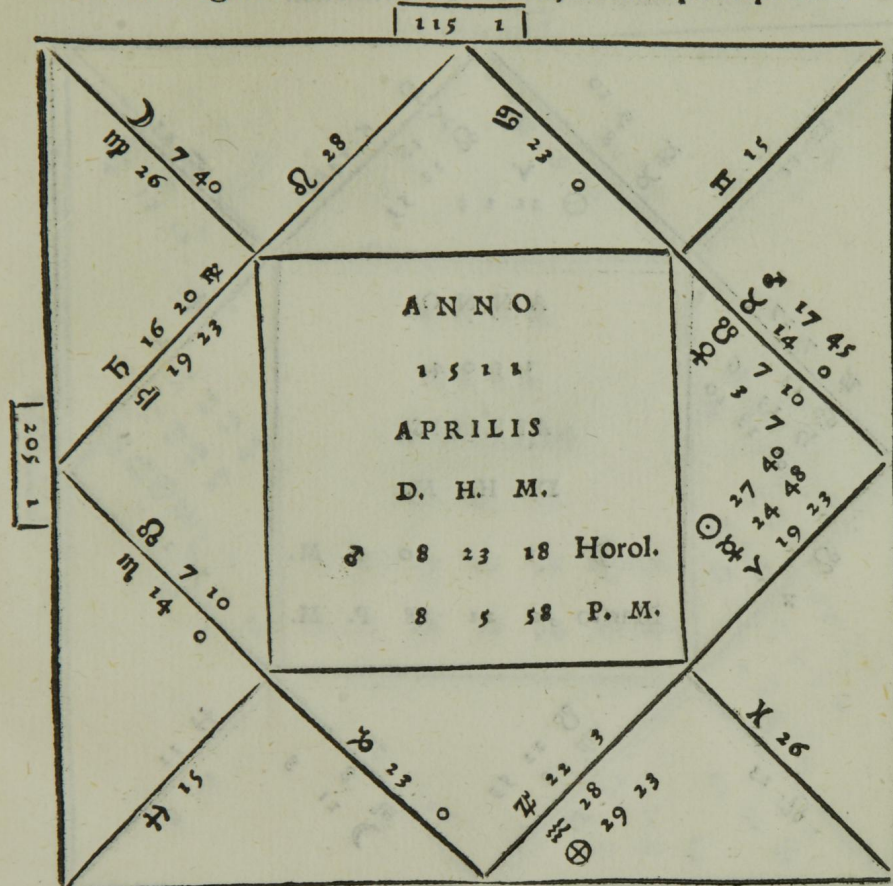 115 1
☽ 7 40
♍ 26
♌ 28
♋ 23 0
♊ 15
♄ 16 20 ℞
♎ 19 23
205 1
ANNO
1511
APRILIS
D. H. M.
♂ 8 23 18 Horol.
8 5 58 P. M.
17 45
♉ 14 0
☋ 7 10
♀ 3 7
☉ 27 40
☿ 24 48
♈ 19 23
☊ 7 10
♏ 14 0
♐ 15
♑ 23 0
♃ 22 3
♒ 28
⊗ 29 23
♓ 26